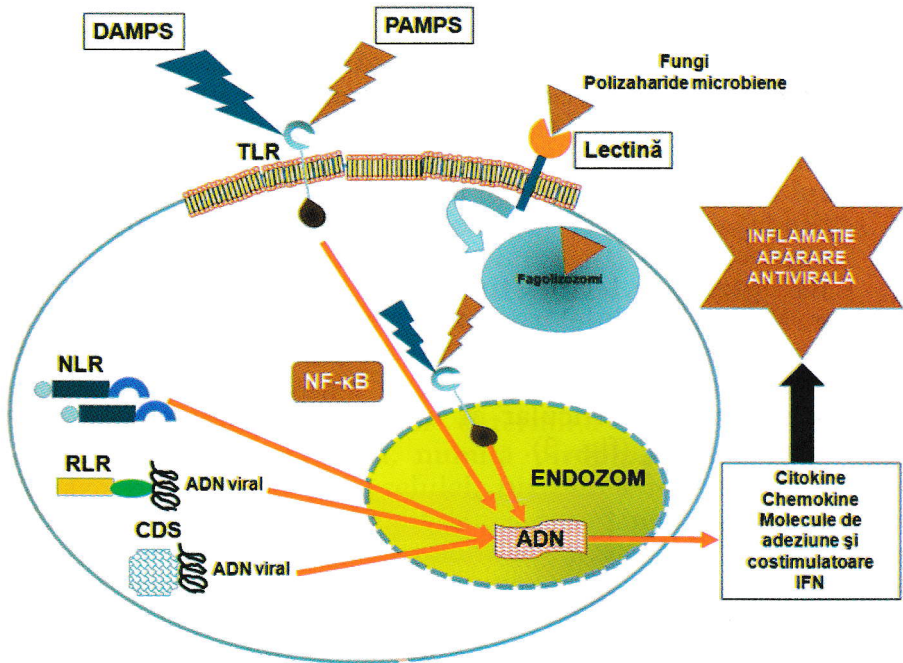 DAMPS
PAMPS
Fungi
Polizaharide microbiene
TLR
Lectină
INFLAMAȚIE
APĂRARE
ANTIVIRALĂ
Fagolizozomi
NLR
NF-κB
RLR
ADN viral
ENDOZOM
CDS
ADN viral
ADN
Citokine
Chemokine
Molecule de
adeziune și
costimulatoare
IFN